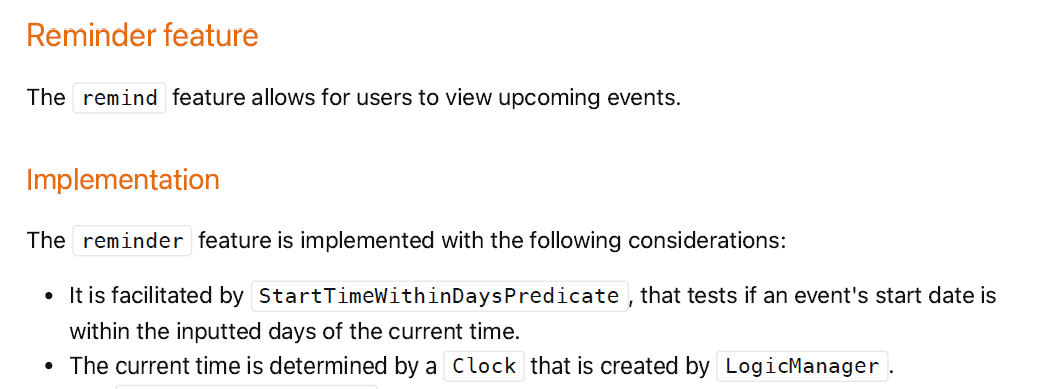 Reminder feature
The remind feature allows for users to view upcoming events.
Implementation
The reminder feature is implemented with the following considerations:
• It is facilitated by StartTimeWithinDaysPredicate, that tests if an event's start date is
within the inputted days of the current time.
• The current time is determined by a Clock that is created by LogicManager.